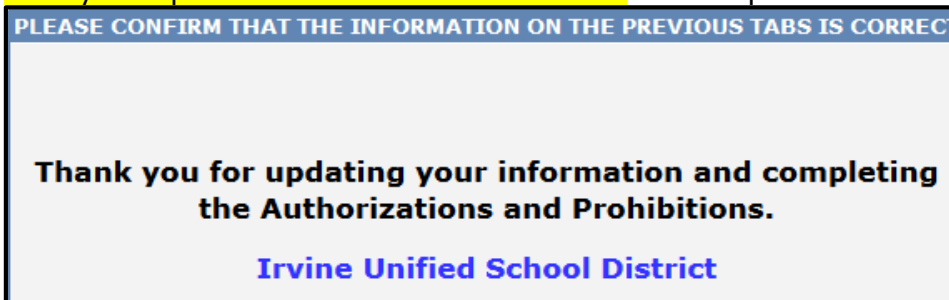 PLEASE CONFIRM THAT THE INFORMATION ON THE PREVIOUS TABS IS CORREC
Thank you for updating your information and completing
the Authorizations and Prohibitions.
Irvine Unified School District